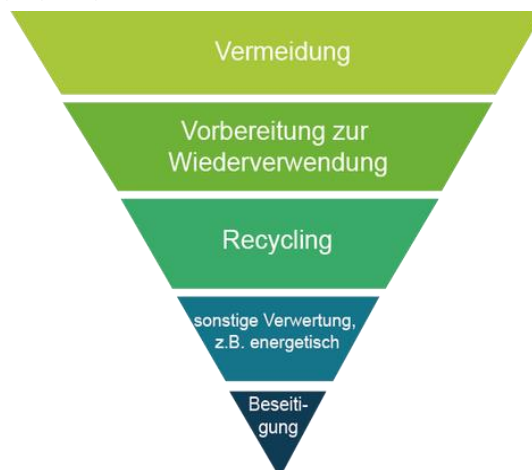 Vermeidung
Vorbereitung zur
Wiederverwendung
Recycling
sonstige Verwertung,
z.B. energetisch
Beseiti-
gung